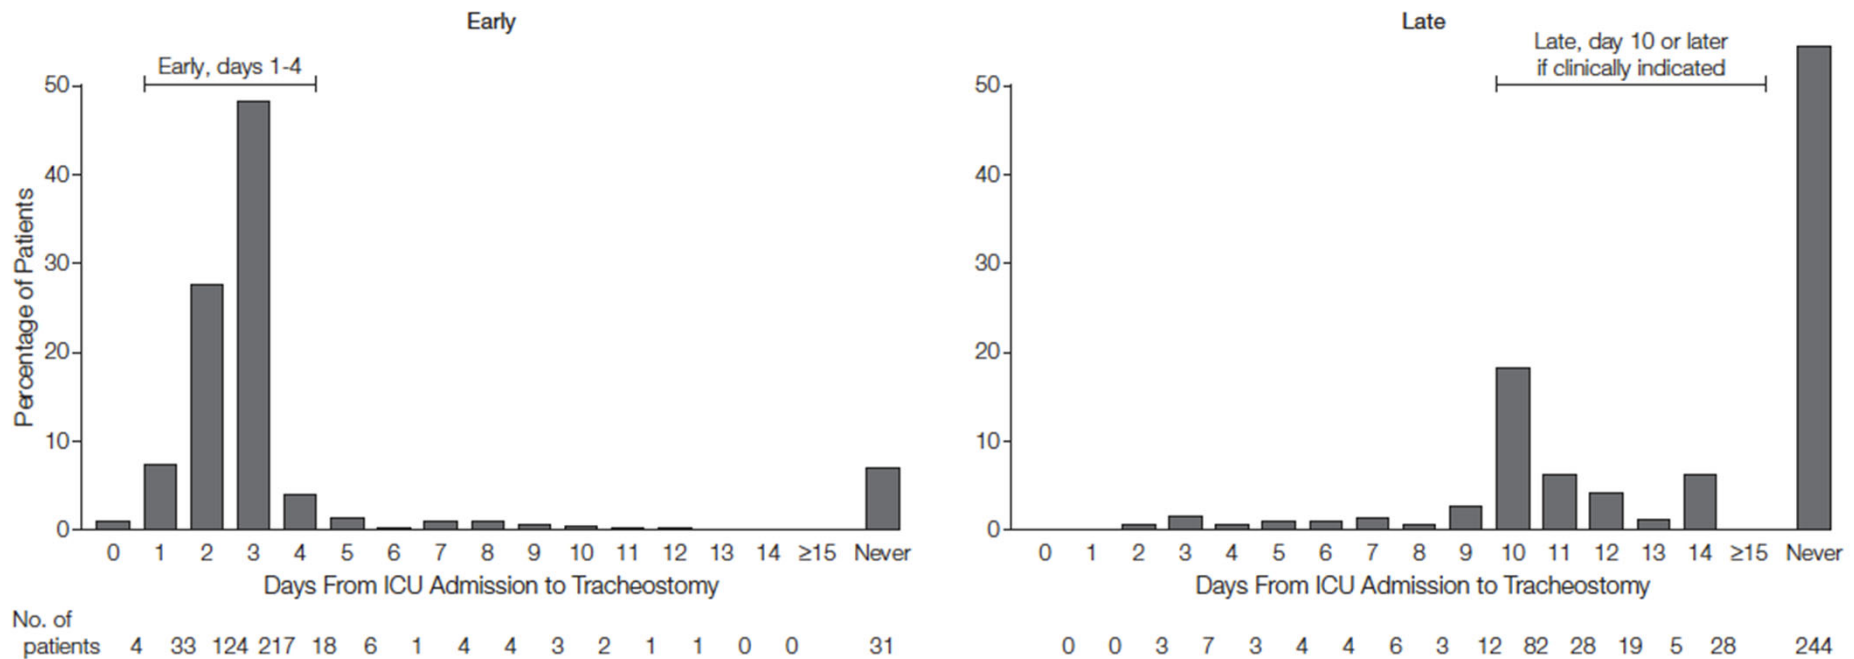 Early
Early, days 1-4
Percentage of Patients
50
40
30
20
10
0
0 1 2 3 4 5 6 7 8 9 10 11 12 13 14 ≥15 Never
Days From ICU Admission to Tracheostomy
No. of
patients 4 33 124 217 18 6 1 4 4 3 2 1 1 0 0 31
Late
Late, day 10 or later
if clinically indicated
50
40
30
20
10
0
0 1 2 3 4 5 6 7 8 9 10 11 12 13 14 ≥15 Never
Days From ICU Admission to Tracheostomy
0 0 3 7 3 4 4 6 3 12 82 28 19 5 28 244